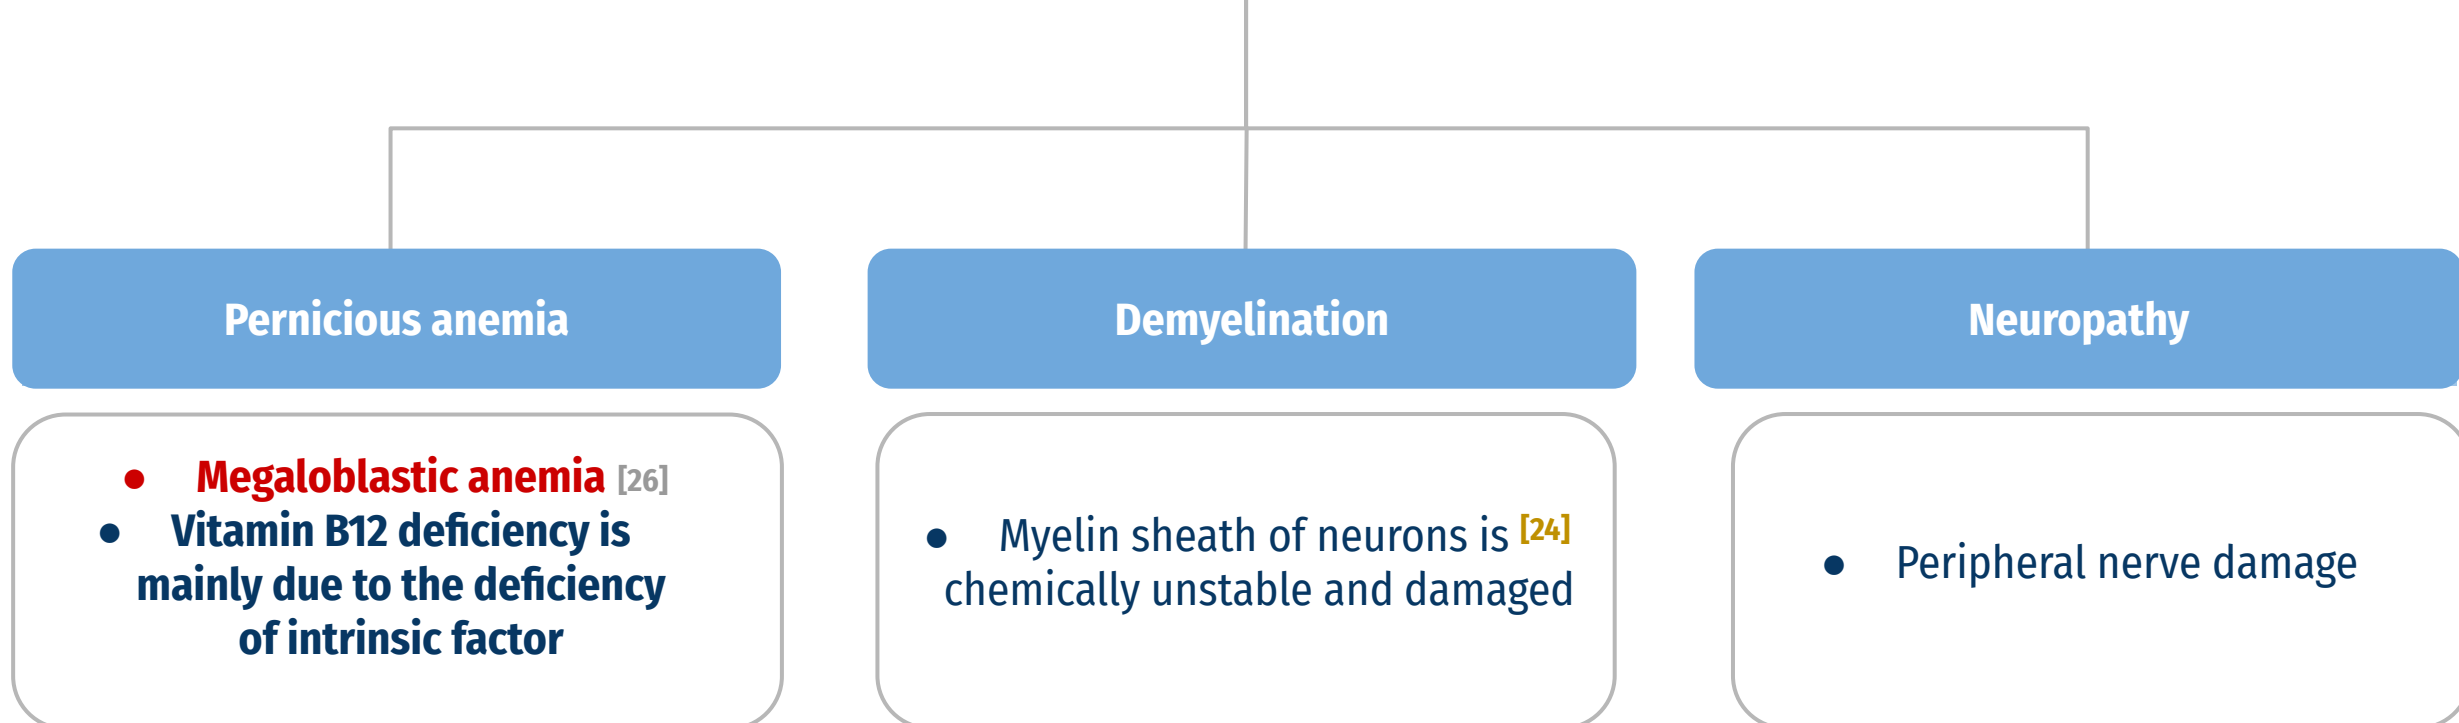 Pernicious anemia
● Megaloblastic anemia [26]
● Vitamin B12 deficiency is
mainly due to the deficiency
of intrinsic factor
Demyelination
● Myelin sheath of neurons is [24]
chemically unstable and damaged
Neuropathy
● Peripheral nerve damage